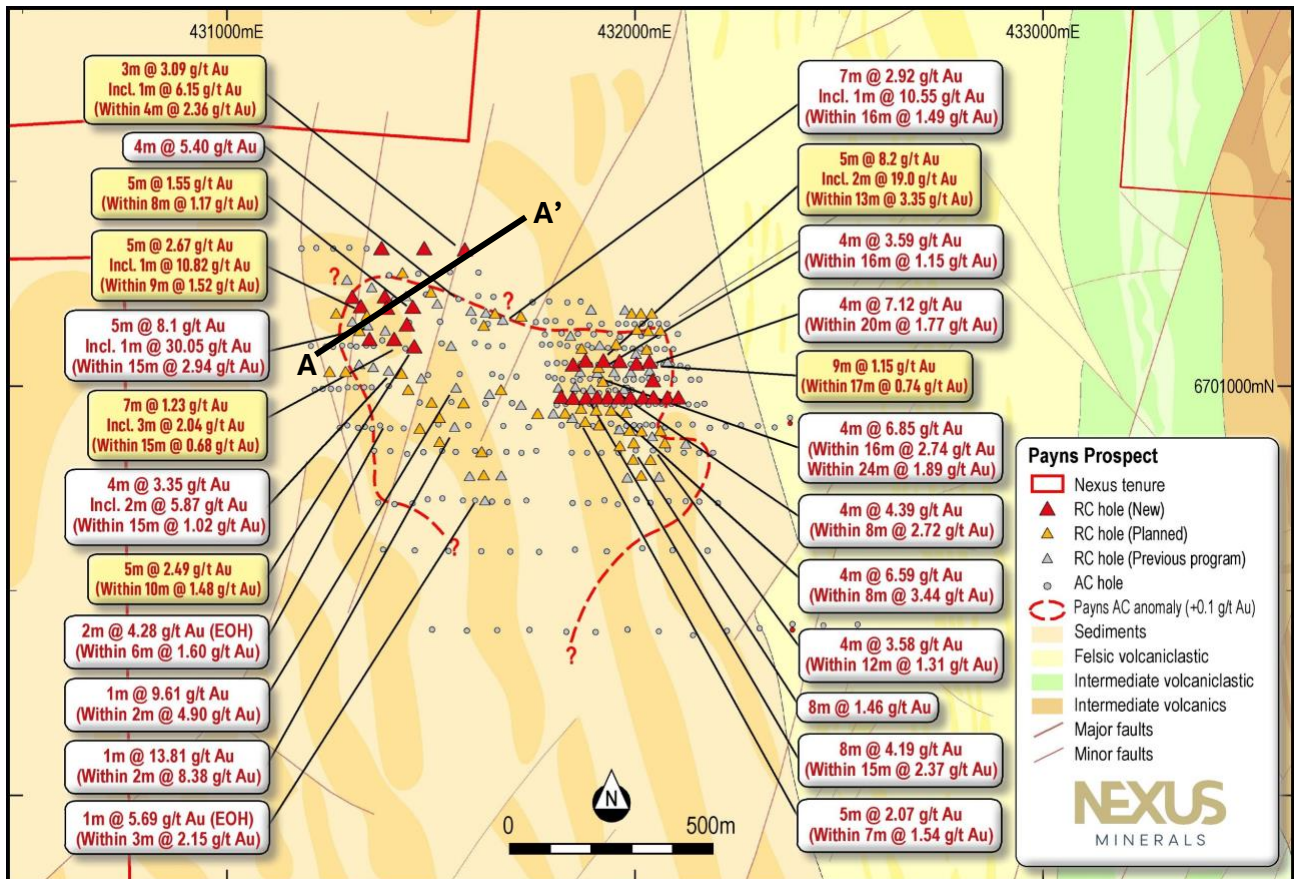 431000mE
432000mE
433000mE
3m @ 3.09 g/t Au
Incl. 1m @ 6.15 g/t Au
(Within 4m @ 2.36 g/t Au)
4m @ 5.40 g/t Au
5m @ 1.55 g/t Au
(Within 8m @ 1.17 g/t Au)
5m @ 2.67 g/t Au
Incl. 1m @ 10.82 g/t Au
(Within 9m @ 1.52 g/t Au)
5m @ 8.1 g/t Au
Incl. 1m @ 30.05 g/t Au
(Within 15m @ 2.94 g/t Au)
7m @ 1.23 g/t Au
Incl. 3m @ 2.04 g/t Au
(Within 15m @ 0.68 g/t Au)
4m @ 3.35 g/t Au
Incl. 2m @ 5.87 g/t Au
(Within 15m @ 1.02 g/t Au)
5m @ 2.49 g/t Au
(Within 10m @ 1.48 g/t Au)
2m @ 4.28 g/t Au (EOH)
(Within 6m @ 1.60 g/t Au)
1m @ 9.61 g/t Au
(Within 2m @ 4.90 g/t Au)
1m @ 13.81 g/t Au
(Within 2m @ 8.38 g/t Au)
1m @ 5.69 g/t Au (EOH)
(Within 3m @ 2.15 g/t Au)
A'
?
?
A
?
?
N
0 500m
7m @ 2.92 g/t Au
Incl. 1m @ 10.55 g/t Au
(Within 16m @ 1.49 g/t Au)
5m @ 8.2 g/t Au
Incl. 2m @ 19.0 g/t Au
(Within 13m @ 3.35 g/t Au)
4m @ 3.59 g/t Au
(Within 16m @ 1.15 g/t Au)
4m @ 7.12 g/t Au
(Within 20m @ 1.77 g/t Au)
9m @ 1.15 g/t Au
(Within 17m @ 0.74 g/t Au)
4m @ 6.85 g/t Au
(Within 16m @ 2.74 g/t Au)
Within 24m @ 1.89 g/t Au)
4m @ 4.39 g/t Au
(Within 8m @ 2.72 g/t Au)
4m @ 6.59 g/t Au
(Within 8m @ 3.44 g/t Au)
4m @ 3.58 g/t Au
(Within 12m @ 1.31 g/t Au)
8m @ 1.46 g/t Au
8m @ 4.19 g/t Au
(Within 15m @ 2.37 g/t Au)
5m @ 2.07 g/t Au
(Within 7m @ 1.54 g/t Au)
6701000mN
Payns Prospect
Nexus tenure
RC hole (New)
RC hole (Planned)
RC hole (Previous program)
AC hole
Payns AC anomaly (+0.1 g/t Au)
Sediments
Felsic volcaniclastic
Intermediate volcaniclastic
Intermediate volcanics
Major faults
Minor faults
NEXUS
MINERALS